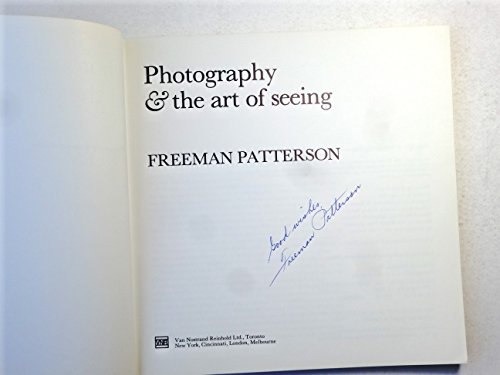 Photography
& the art of seeing
FREEMAN PATTERSON
Good wishes,
Freeman Patterson
Van Nostrand Reinhold Ltd., Toronto
New York, Cincinnati, London, Melbourne